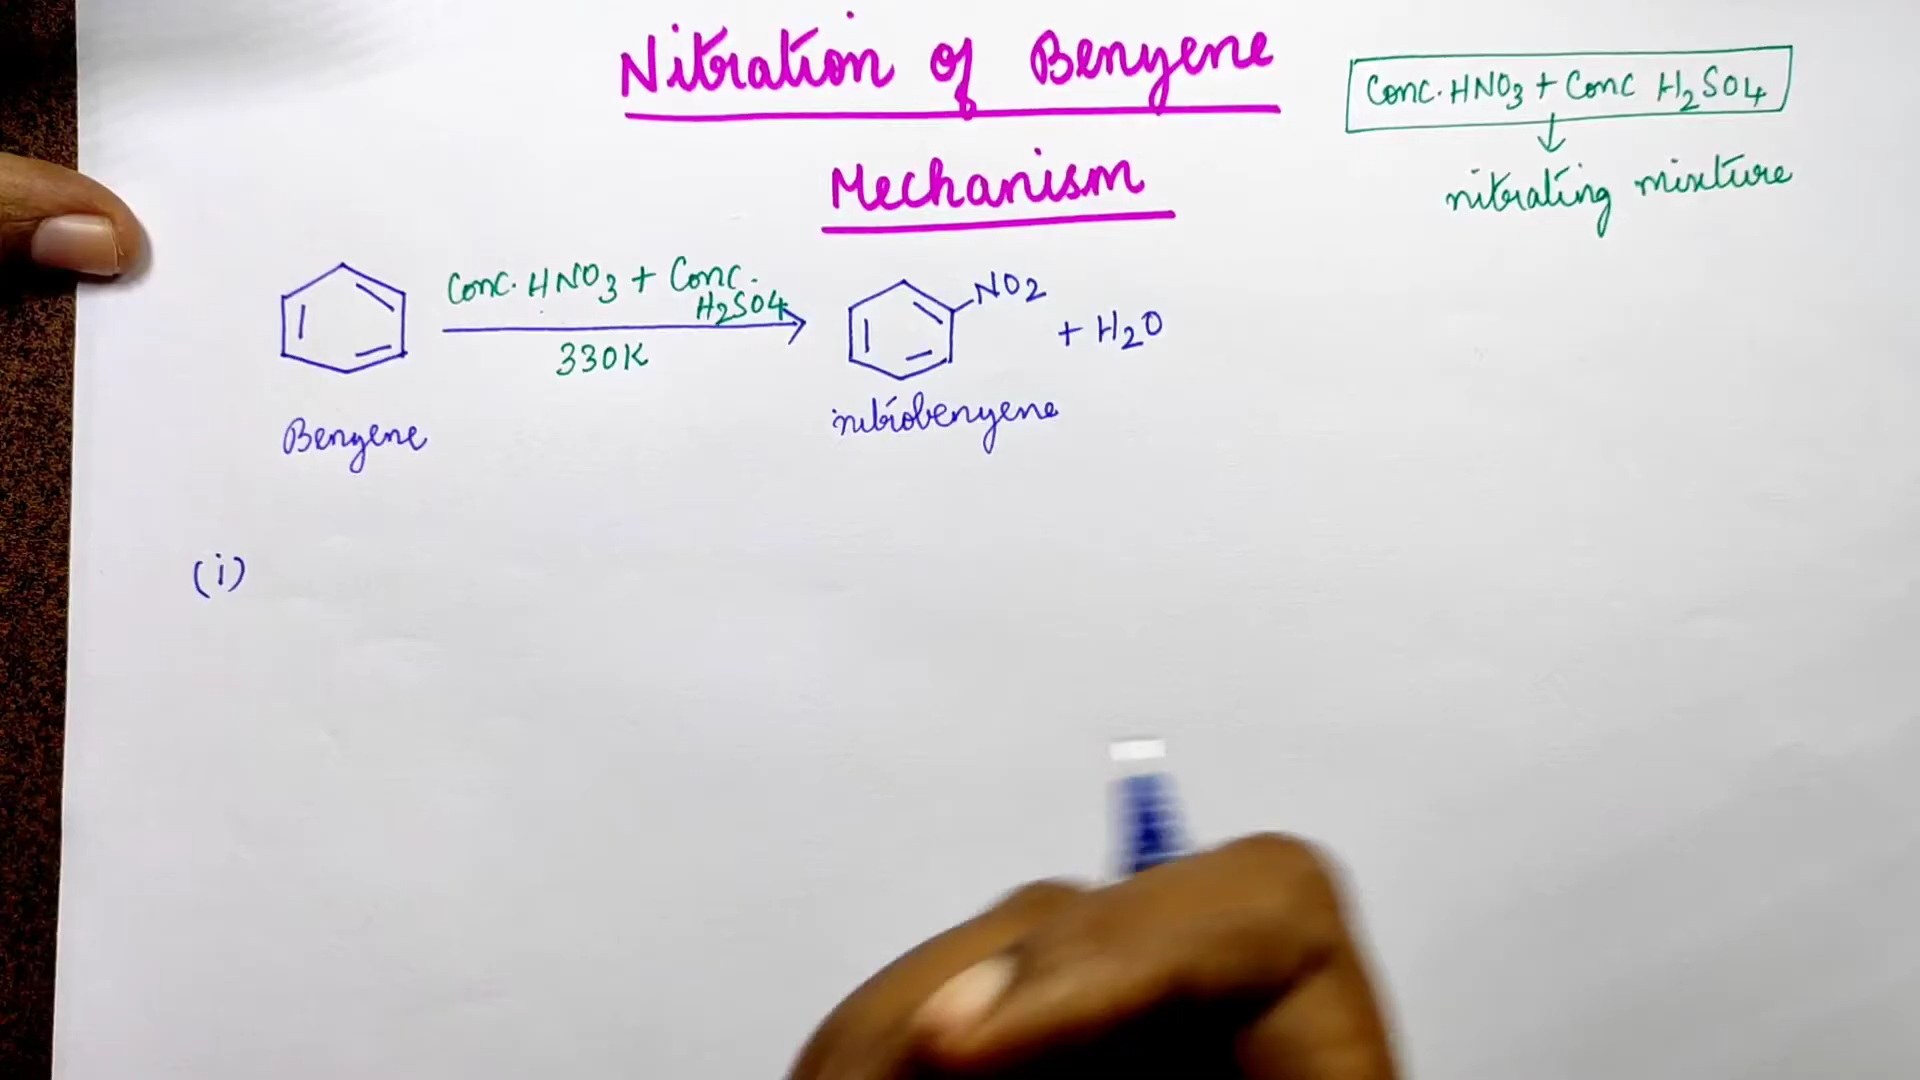 Nitration of Benzene
Conc. HNO3 + Conc H2SO4
↓
nitrating mixture
Mechanism
Conc. HNO3 + Conc.
H2SO4
330K
NO2
+ H2O
Benzene
nitrobenzene
(i)